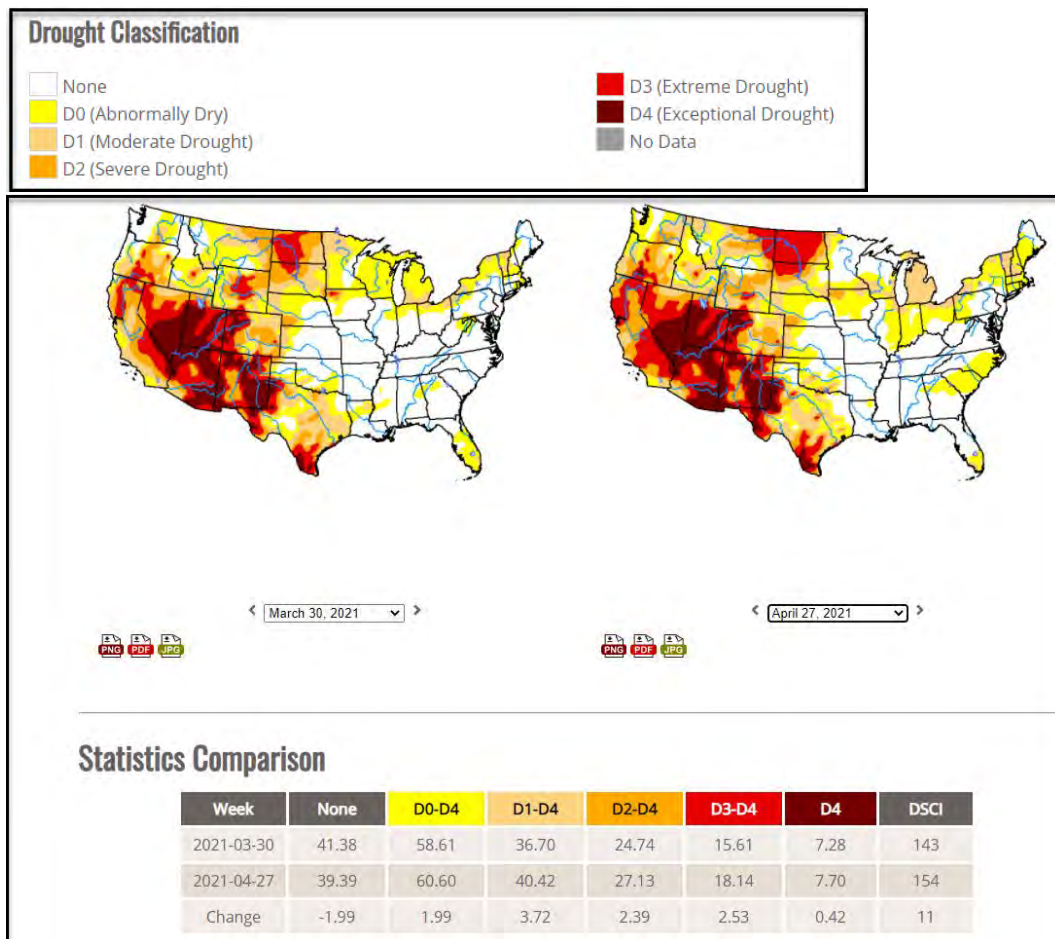 Drought Classification
None
D0 (Abnormally Dry)
D1 (Moderate Drought)
D2 (Severe Drought)
D3 (Extreme Drought)
D4 (Exceptional Drought)
No Data
< March 30, 2021 >
< April 27, 2021 >
PNG PDF JPG
PNG PDF JPG
Statistics Comparison
Week None D0-D4 D1-D4 D2-D4 D3-D4 D4 DSCI
2021-03-30 41.38 58.61 36.70 24.74 15.61 7.28 143
2021-04-27 39.39 60.60 40.42 27.13 18.14 7.70 154
Change -1.99 1.99 3.72 2.39 2.53 0.42 11